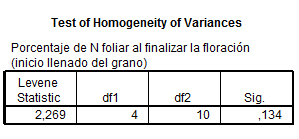 Test of Homogeneity of Variances
Porcentaje de N foliar al finalizar la floración
(inicio llenado del grano)
Levene
Statistic df1 df2 Sig.
2,269 4 10 ,134